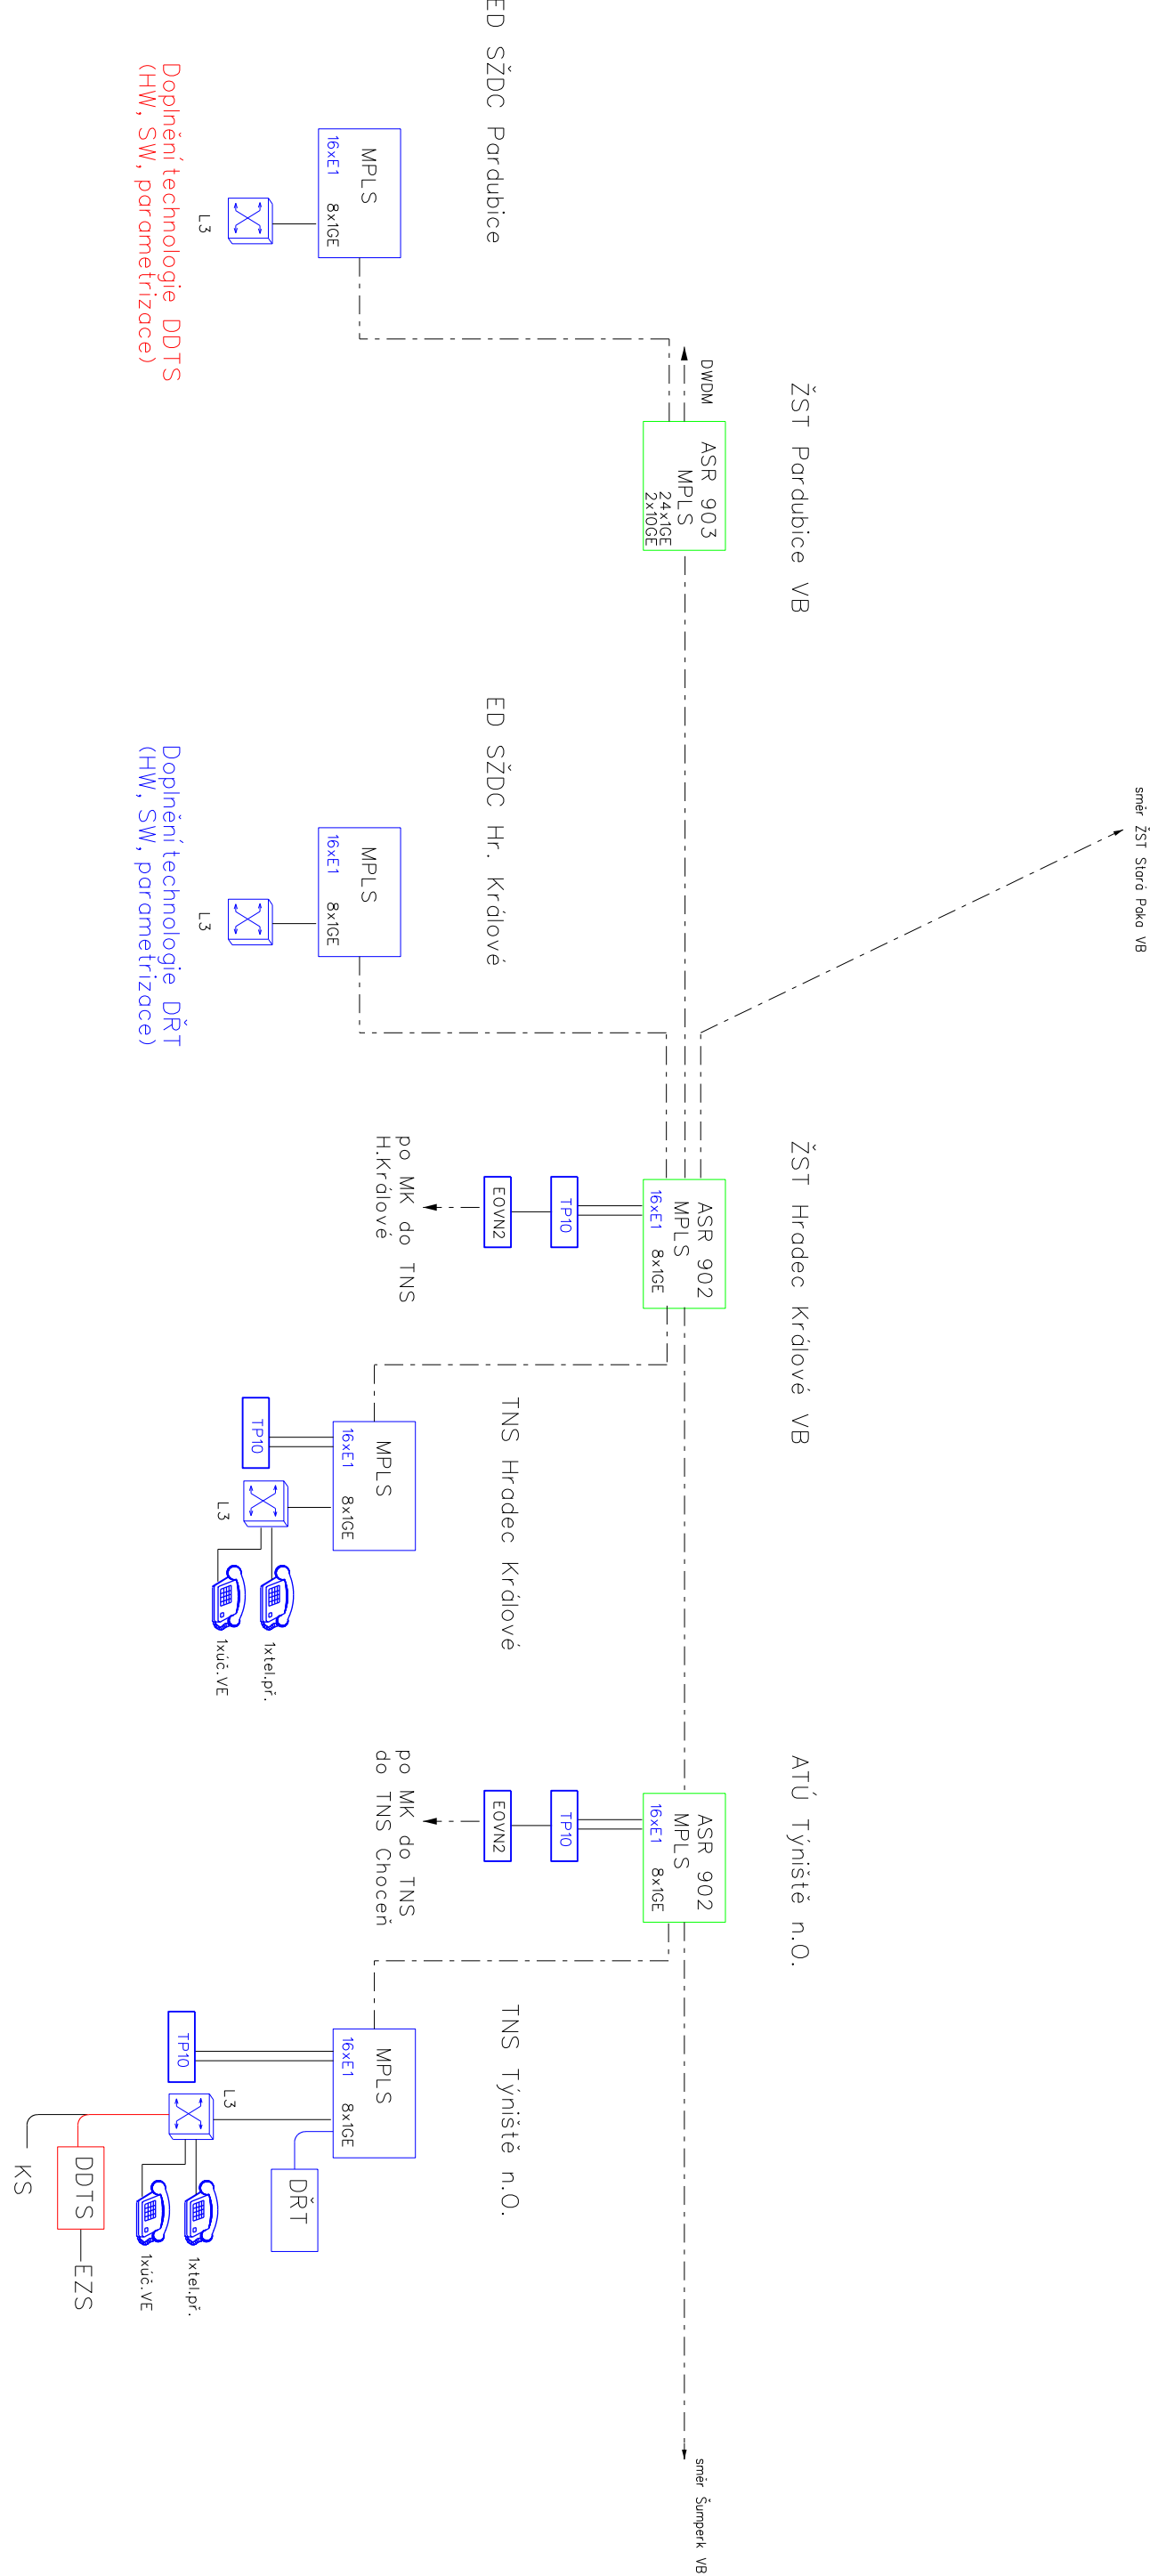 směr ŽST Stará Paka VB
ŽST Pardubice VB
DWDM
ASR 903
MPLS
24x1GE
2x10GE
ŽST Hradec Králové VB
ASR 902
MPLS
16xE1 8x1GE
TP10
EOVN2
po MK do TNS
H.Králové
ATÚ Týniště n.O.
ASR 902
MPLS
16xE1 8x1GE
TP10
EOVN2
po MK do TNS
do TNS Choceň
směr Šumperk VB
ED SŽDC Pardubice
MPLS
16xE1 8x1GE
L3
Doplnění technologie DDTS
(HW, SW, parametrizace)
ED SŽDC Hr. Králové
MPLS
16xE1 8x1GE
L3
Doplnění technologie DŘT
(HW, SW, parametrizace)
TNS Hradec Králové
MPLS
16xE1 8x1GE
TP10
L3
1xtel.př.
1xúč.VE
TNS Týniště n.O.
MPLS
16xE1 8x1GE
DŘT
TP10
L3
1xtel.př.
1xúč.VE
DDTS
EZS
KS